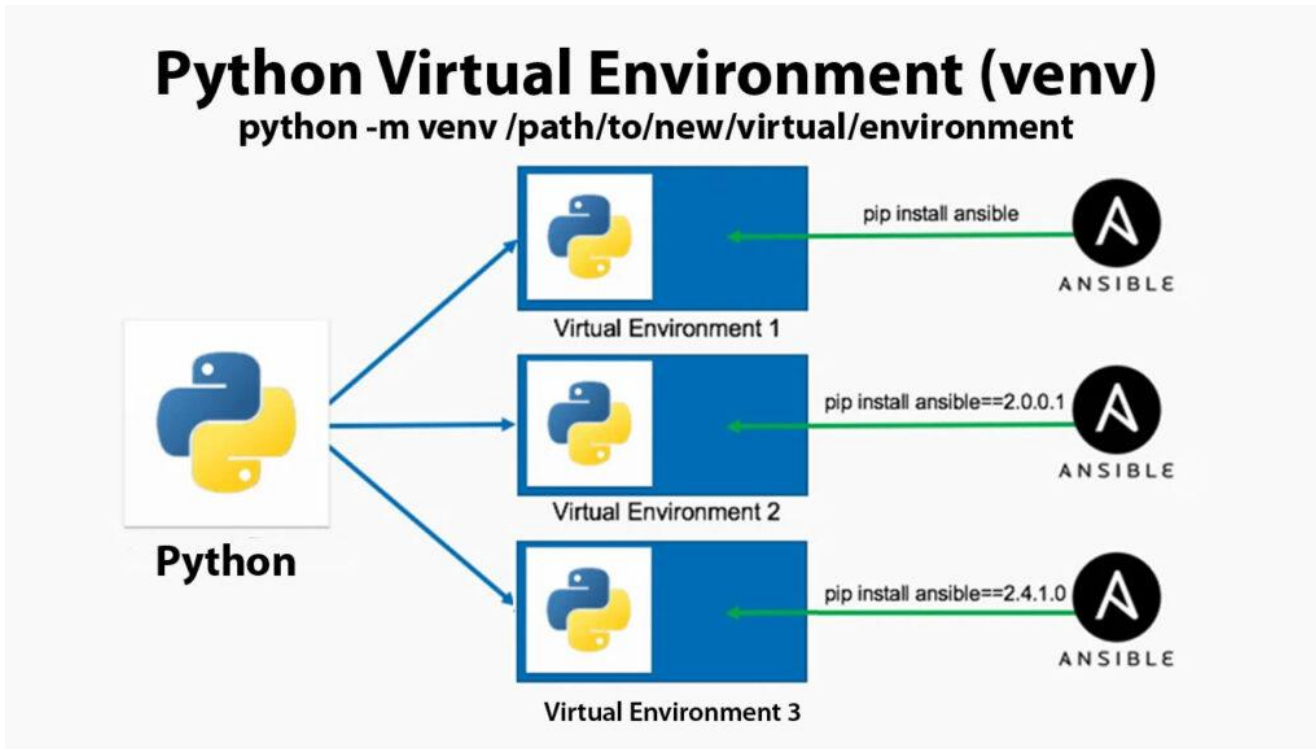 Python Virtual Environment (venv)
python -m venv /path/to/new/virtual/environment
pip install ansible
ANSIBLE
Virtual Environment 1
pip install ansible==2.0.0.1
ANSIBLE
Virtual Environment 2
Python
pip install ansible==2.4.1.0
ANSIBLE
Virtual Environment 3